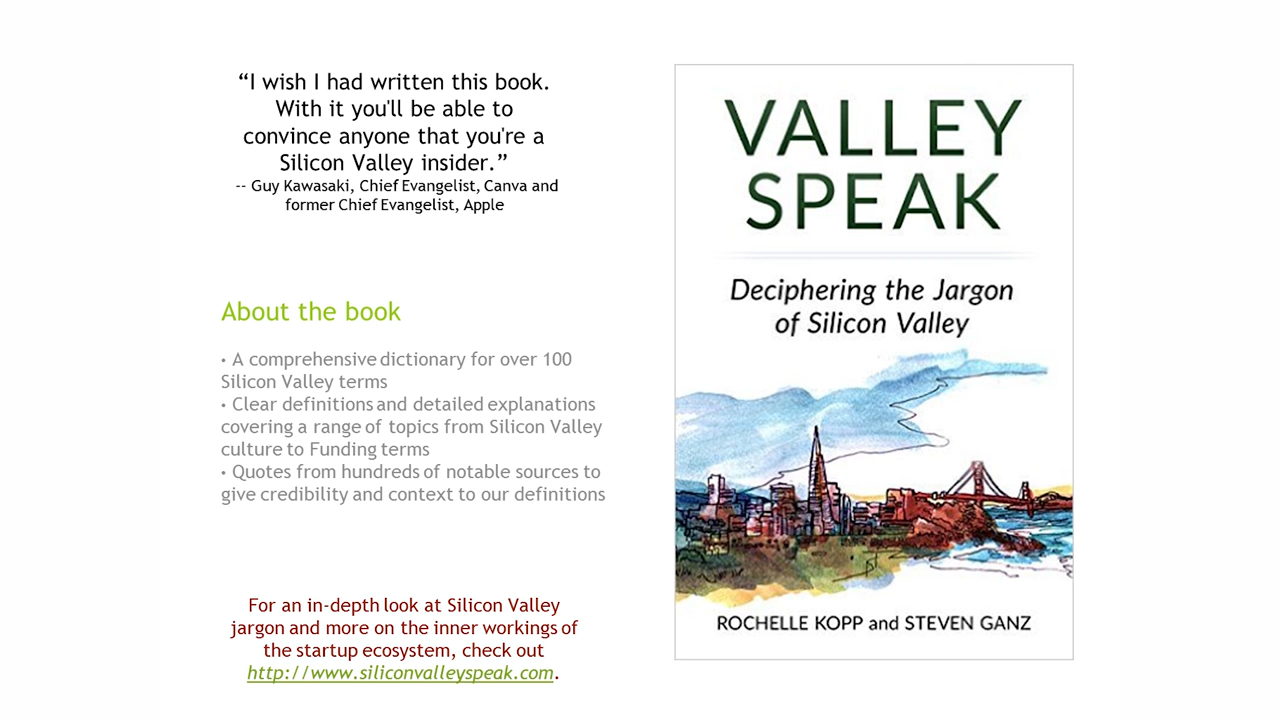 “I wish I had written this book.
With it you'll be able to
convince anyone that you're a
Silicon Valley insider.”
-- Guy Kawasaki, Chief Evangelist, Canva and
former Chief Evangelist, Apple
About the book
• A comprehensive dictionary for over 100
Silicon Valley terms
• Clear definitions and detailed explanations
covering a range of topics from Silicon Valley
culture to Funding terms
• Quotes from hundreds of notable sources to
give credibility and context to our definitions
For an in-depth look at Silicon Valley
jargon and more on the inner workings of
the startup ecosystem, check out
http://www.siliconvalleyspeak.com.
VALLEY
SPEAK
Deciphering the Jargon
of Silicon Valley
ROCHELLE KOPP and STEVEN GANZ